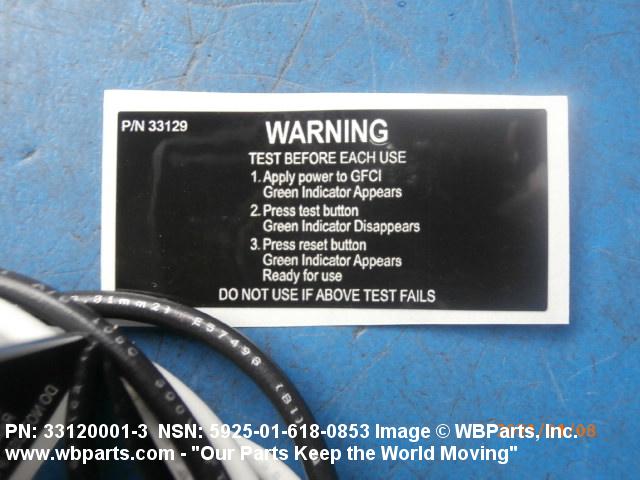 P/N 33129
WARNING
TEST BEFORE EACH USE
1. Apply power to GFCI
Green Indicator Appears
2. Press test button
Green Indicator Disappears
3. Press reset button
Green Indicator Appears
Ready for use
DO NOT USE IF ABOVE TEST FAILS
E57498
PN: 33120001-3 NSN: 5925-01-618-0853 Image © WBParts, Inc.
www.wbparts.com - "Our Parts Keep the World Moving"